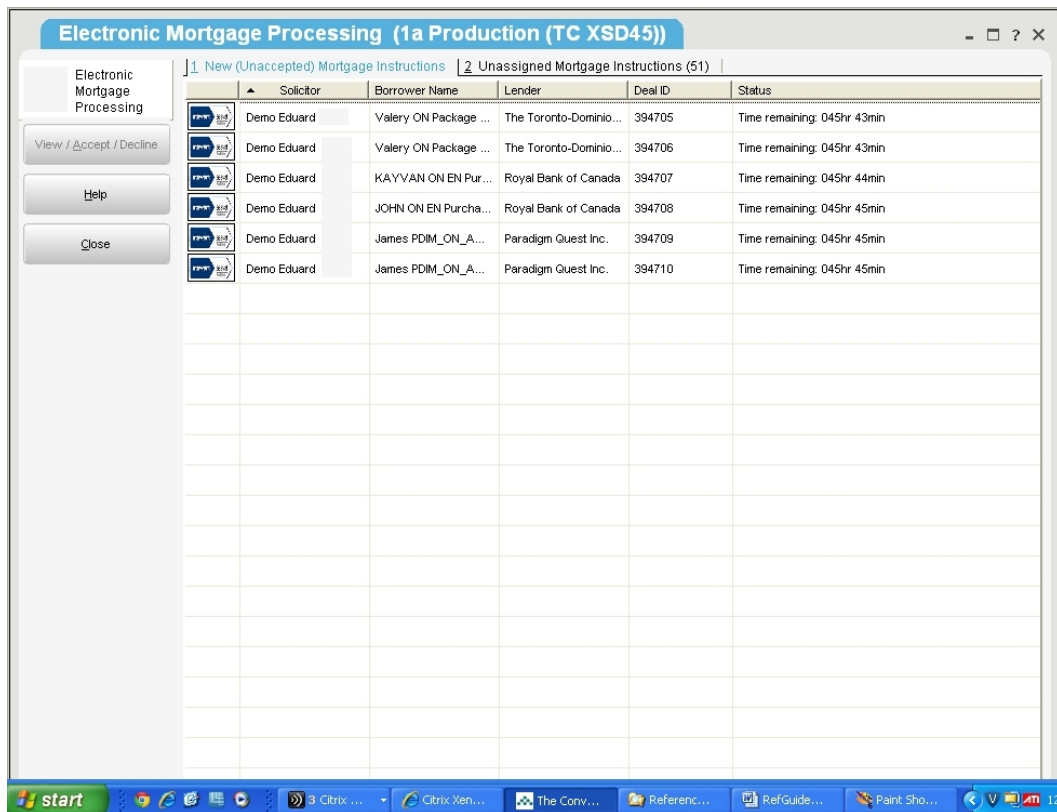 Electronic Mortgage Processing (1a Production (TC XSD45))
Electronic
Mortgage
Processing
View / Accept / Decline
Help
Close
1 New (Unaccepted) Mortgage Instructions 2 Unassigned Mortgage Instructions (51)
Solicitor Borrower Name Lender Deal ID Status
Demo Eduard Valery ON Package ... The Toronto-Dominio... 394705 Time remaining: 045hr 43min
Demo Eduard Valery ON Package ... The Toronto-Dominio... 394706 Time remaining: 045hr 43min
Demo Eduard KAYVAN ON EN Pur... Royal Bank of Canada 394707 Time remaining: 045hr 44min
Demo Eduard JOHN ON EN Purcha... Royal Bank of Canada 394708 Time remaining: 045hr 45min
Demo Eduard James PDIM_ON_A... Paradigm Quest Inc. 394709 Time remaining: 045hr 45min
Demo Eduard James PDIM_ON_A... Paradigm Quest Inc. 394710 Time remaining: 045hr 45min
start 3 Citrix ... Citrix Xen... The Conv... Referenc... RefGuide... Paint Sho... V ATI